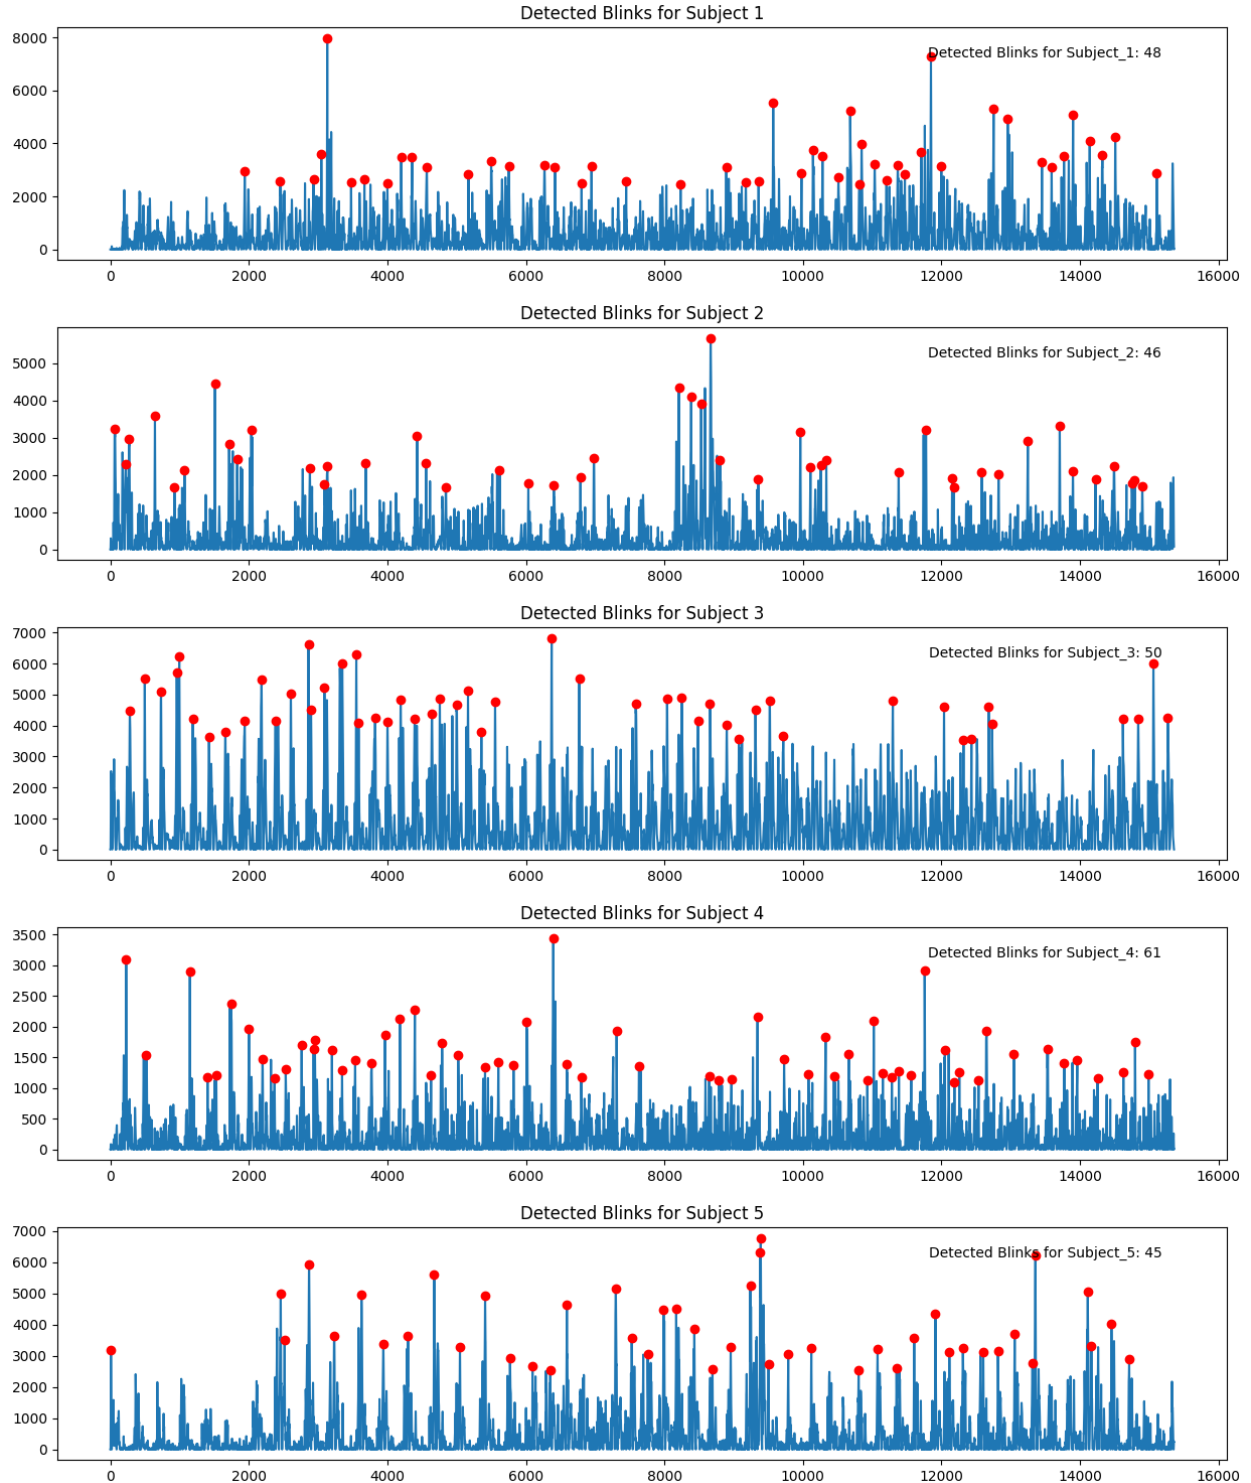 Detected Blinks for Subject 1
8000
Detected Blinks for Subject_1: 48
6000
4000
2000
0
0 2000 4000 6000 8000 10000 12000 14000 16000
Detected Blinks for Subject 2
5000
Detected Blinks for Subject_2: 46
4000
3000
2000
1000
0
0 2000 4000 6000 8000 10000 12000 14000 16000
Detected Blinks for Subject 3
7000
Detected Blinks for Subject_3: 50
6000
5000
4000
3000
2000
1000
0
0 2000 4000 6000 8000 10000 12000 14000 16000
Detected Blinks for Subject 4
3500
Detected Blinks for Subject_4: 61
3000
2500
2000
1500
1000
500
0
0 2000 4000 6000 8000 10000 12000 14000 16000
Detected Blinks for Subject 5
7000
Detected Blinks for Subject_5: 45
6000
5000
4000
3000
2000
1000
0
0 2000 4000 6000 8000 10000 12000 14000 16000